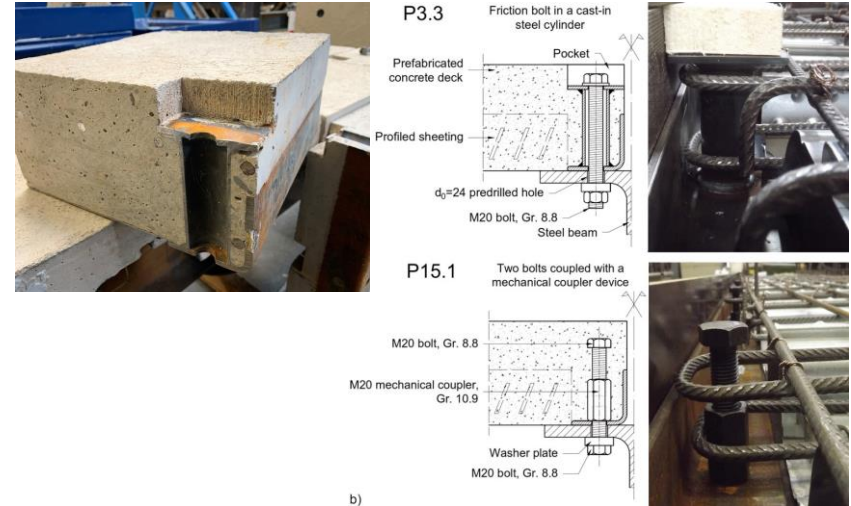 P3.3
Friction bolt in a cast-in
steel cylinder
Pocket
Prefabricated
concrete deck
Profiled sheeting
d₀=24 predrilled hole
M20 bolt, Gr. 8.8
Steel beam
P15.1
Two bolts coupled with a
mechanical coupler device
M20 bolt, Gr. 8.8
M20 mechanical coupler,
Gr. 10.9
Washer plate
M20 bolt, Gr. 8.8
b)